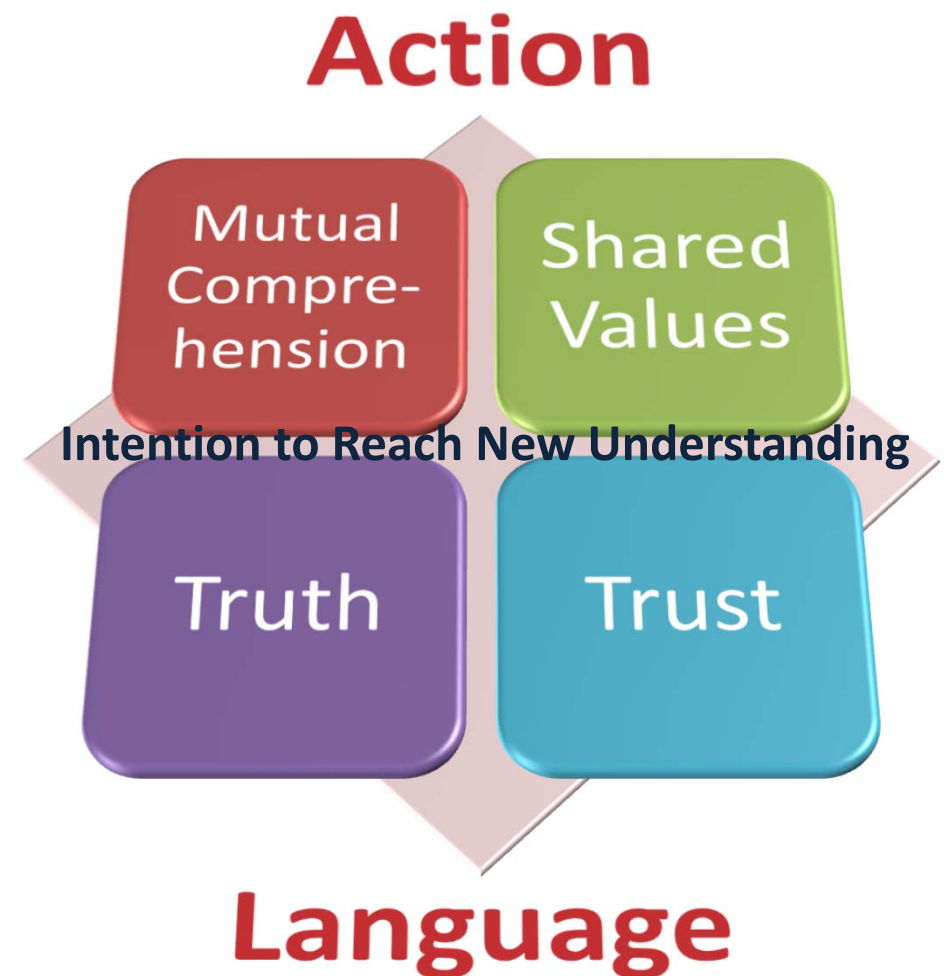 Action
Mutual
Compre-
hension
Shared
Values
Intention to Reach New Understanding
Truth
Trust
Language